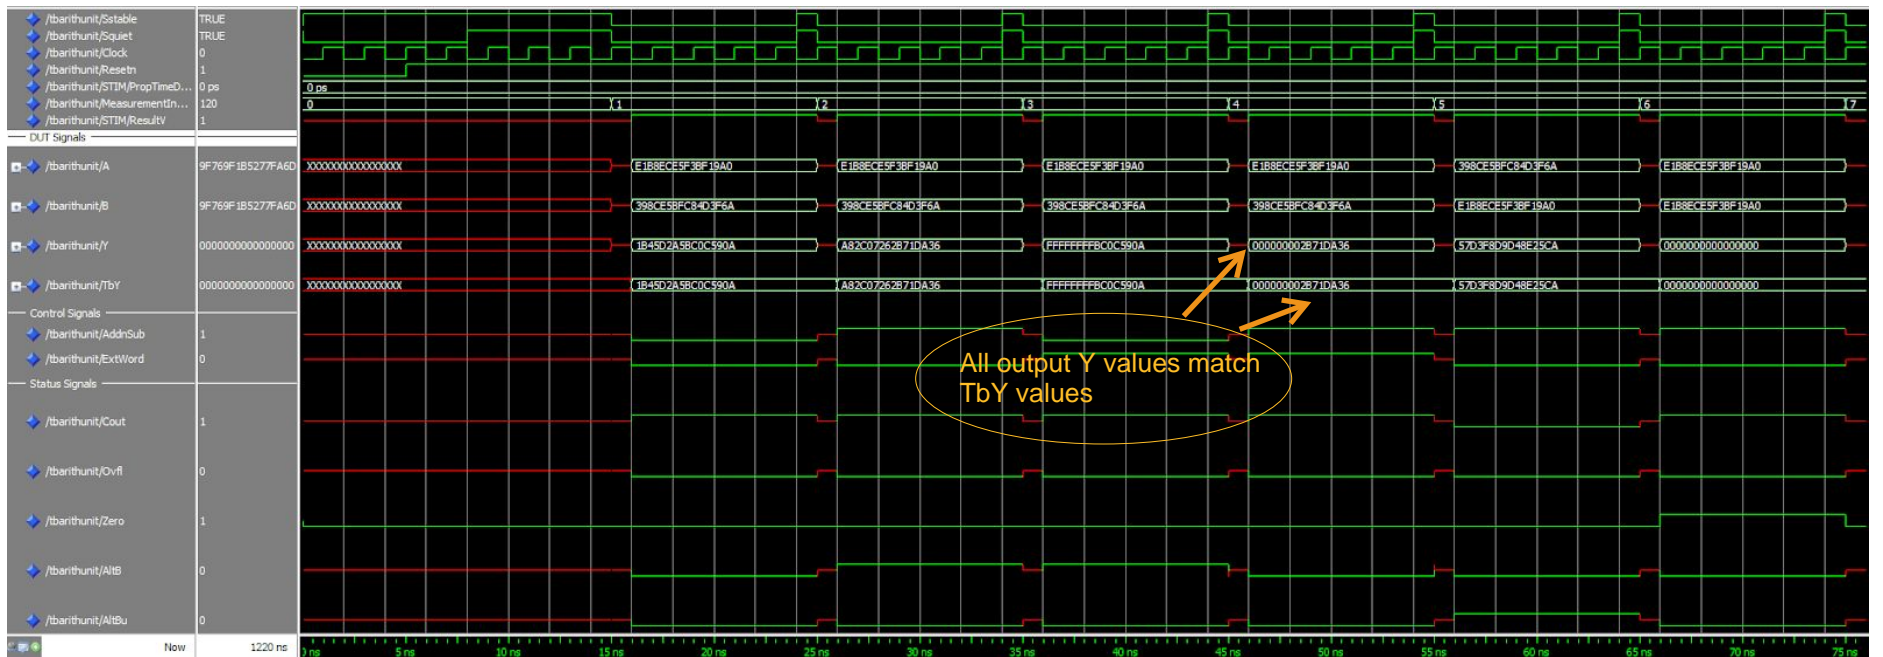 /tbarithunit/Sstable TRUE
/tbarithunit/Squiet TRUE
/tbarithunit/Clock 0
/tbarithunit/Resetn 1
/tbarithunit/STIM/PropTimeD... 0 ps 0 ps
/tbarithunit/MeasurementIn... 120 0 1 2 3 4 5 6 7
/tbarithunit/STIM/ResultV 1
DUT Signals
/tbarithunit/A 9F769F1B5277FA6D XXXXXXXXXXXXXXXX E1B8ECE5F3BF19A0 E1B8ECE5F3BF19A0 E1B8ECE5F3BF19A0 E1B8ECE5F3BF19A0 398CE5BFC84D3F6A E1B8ECE5F3BF19A0
/tbarithunit/B 9F769F1B5277FA6D XXXXXXXXXXXXXXXX 398CE5BFC84D3F6A 398CE5BFC84D3F6A 398CE5BFC84D3F6A 398CE5BFC84D3F6A E1B8ECE5F3BF19A0 E1B8ECE5F3BF19A0
/tbarithunit/Y 0000000000000000 XXXXXXXXXXXXXXXX 1B45D2A5BC0C590A A82C07262B71DA36 FFFFFFFFBC0C590A 000000002B71DA36 57D3F8D9D48E25CA 0000000000000000
/tbarithunit/TbY 0000000000000000 XXXXXXXXXXXXXXXX 1B45D2A5BC0C590A A82C07262B71DA36 FFFFFFFFBC0C590A 000000002B71DA36 57D3F8D9D48E25CA 0000000000000000
Control Signals
/tbarithunit/AddnSub 1
/tbarithunit/ExtWord 0
All output Y values match
TbY values
Status Signals
/tbarithunit/Cout 1
/tbarithunit/Ovfl 0
/tbarithunit/Zero 1
/tbarithunit/AltB 0
/tbarithunit/AltBu 0
Now 1220 ns 5 ns 10 ns 15 ns 20 ns 25 ns 30 ns 35 ns 40 ns 45 ns 50 ns 55 ns 60 ns 65 ns 70 ns 75 ns